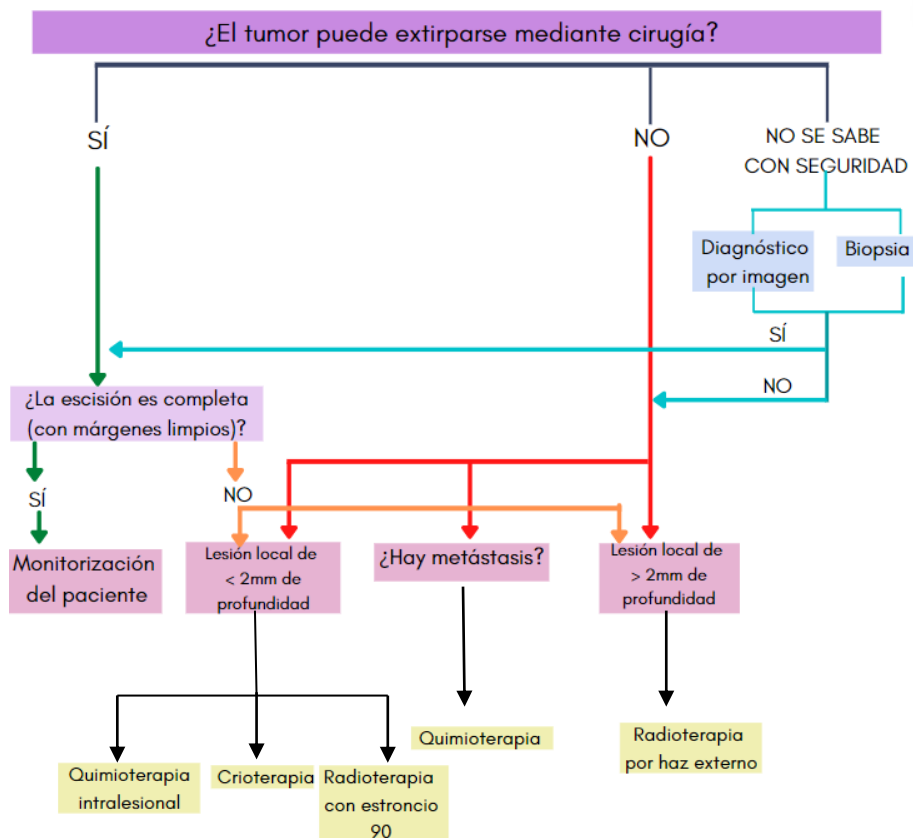 ¿El tumor puede extirparse mediante cirugía?
SÍ
NO
NO SE SABE
CON SEGURIDAD
Diagnóstico
por imagen
Biopsia
SÍ
NO
¿La escisión es completa
(con márgenes limpios)?
SÍ
NO
Monitorización
del paciente
Lesión local de
< 2mm de
profundidad
¿Hay metástasis?
Lesión local de
> 2mm de
profundidad
Quimioterapia
intralesional
Crioterapia
Radioterapia
con estroncio
90
Quimioterapia
Radioterapia
por haz externo